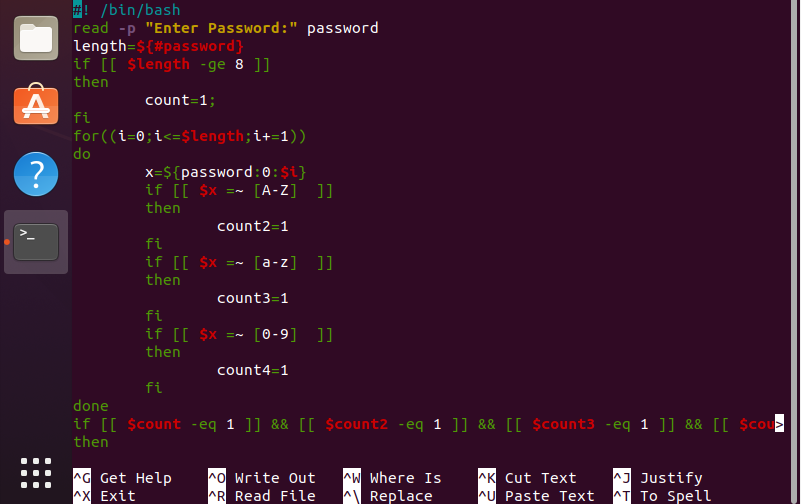 #! /bin/bash
read -p "Enter Password:" password
length=${#password}
if [[ $length -ge 8 ]]
then
        count=1;
fi
for((i=0;i<=$length;i+=1))
do
        x=${password:0:$i}
        if [[ $x =~ [A-Z]  ]]
        then
                count2=1
        fi
        if [[ $x =~ [a-z]  ]]
        then
                count3=1
        fi
        if [[ $x =~ [0-9]  ]]
        then
                count4=1
        fi
done
if [[ $count -eq 1 ]] && [[ $count2 -eq 1 ]] && [[ $count3 -eq 1 ]] && [[ $cou>
then
^G Get Help    ^O Write Out   ^W Where Is    ^K Cut Text    ^J Justify
^X Exit        ^R Read File   ^\ Replace     ^U Paste Text  ^T To Spell